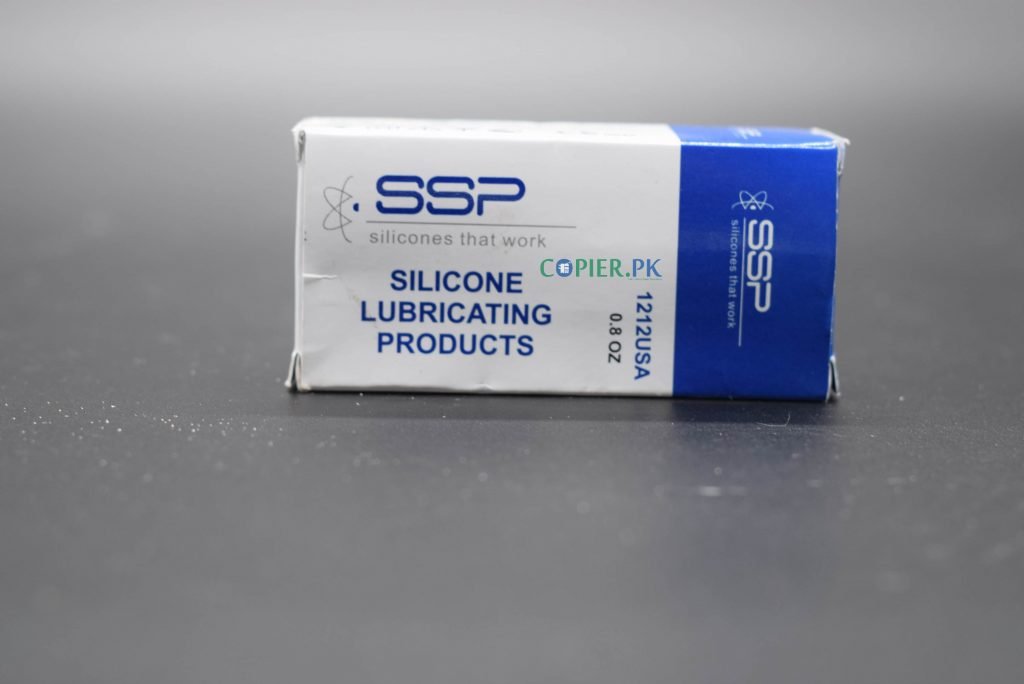 SSP
silicones that work
SILICONE
LUBRICATING
PRODUCTS
COPIER.PK
1212USA
0.8 OZ
SSP
silicones that work